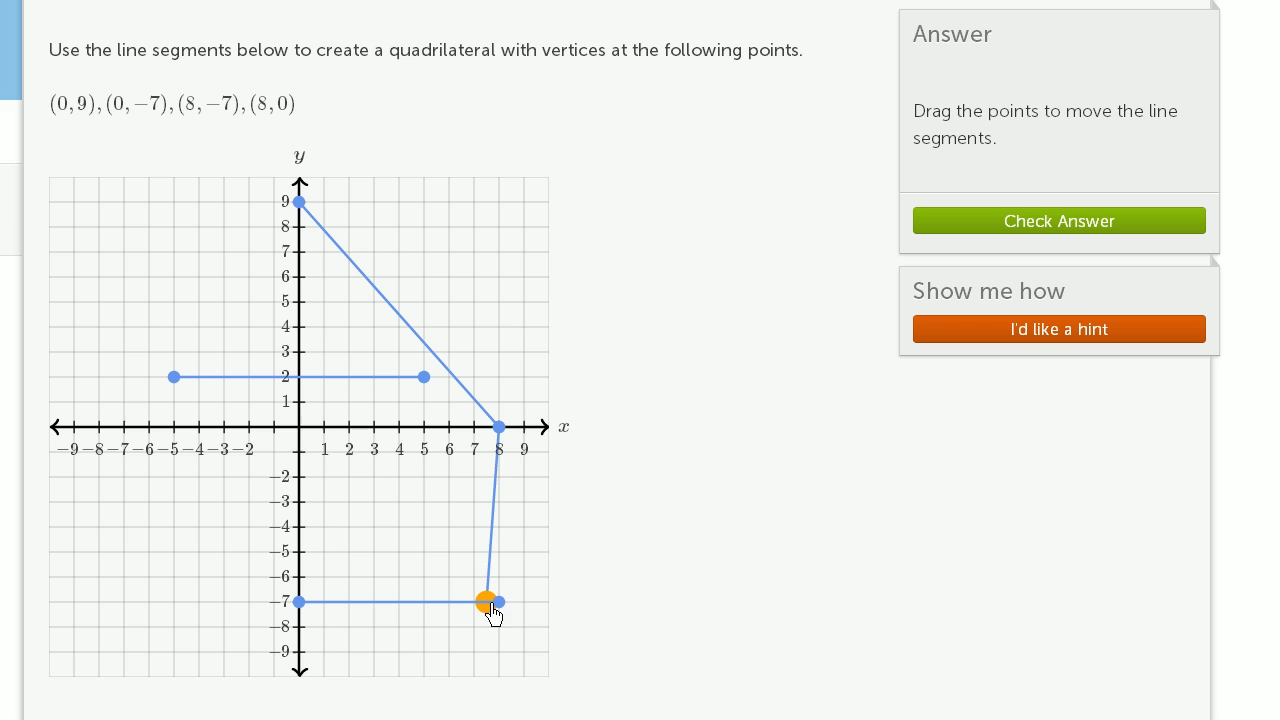 Use the line segments below to create a quadrilateral with vertices at the following points.
(0, 9), (0, −7), (8, −7), (8, 0)
y
9
8
7
6
5
4
3
2
1
x
−9 −8 −7 −6 −5 −4 −3 −2 1 2 3 4 5 6 7 8 9
−2
−3
−4
−5
−6
−7
−8
−9
Answer
Drag the points to move the line
segments.
Check Answer
Show me how
I'd like a hint